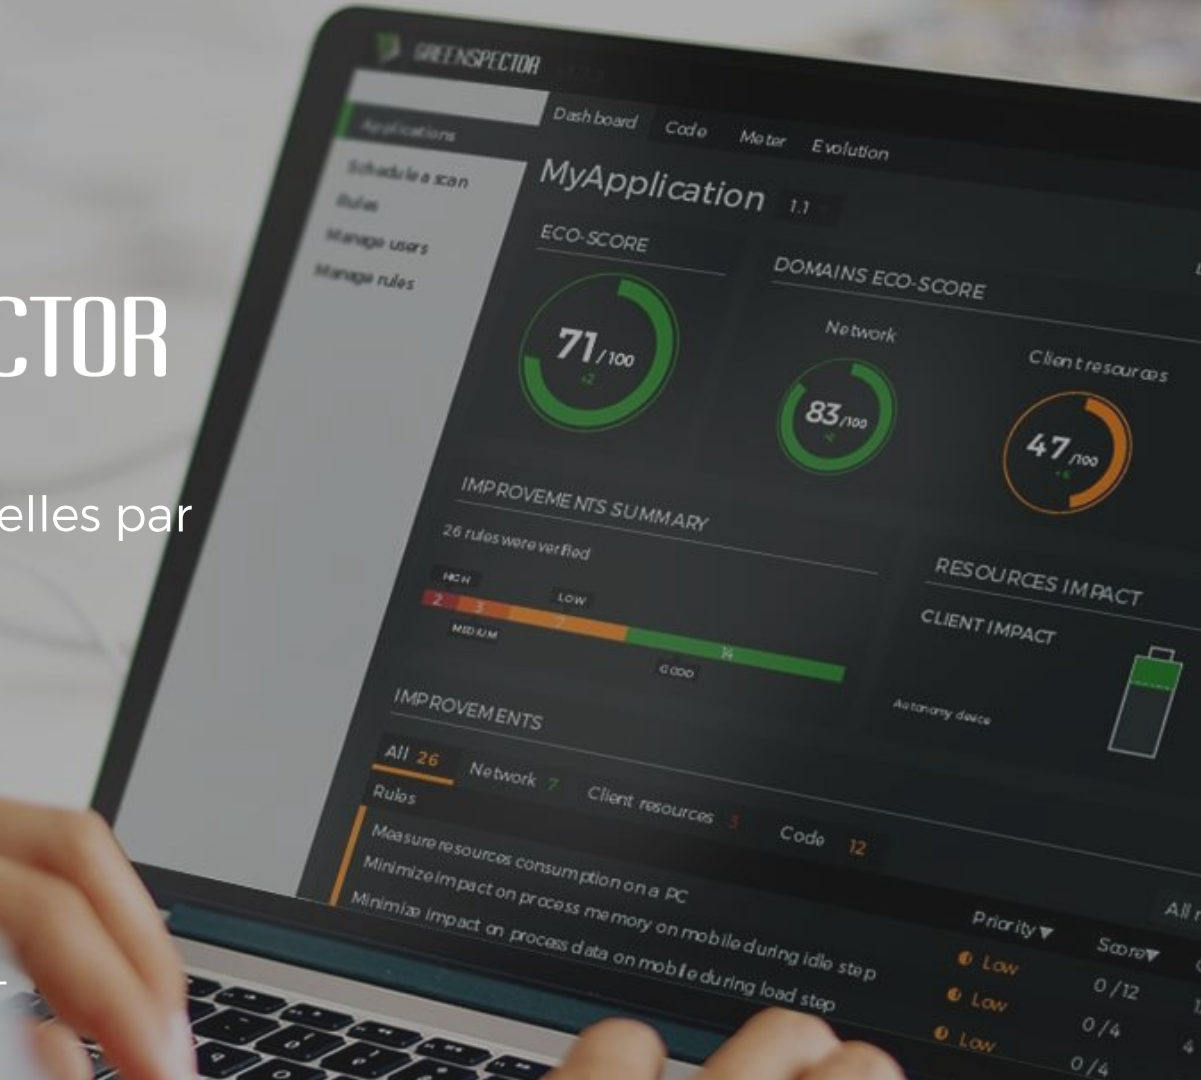 GREENSPECTOR
Applications
Schedule a scan
Rules
Manage users
Manage rules
Dashboard Code Meter Evolution
MyApplication 1.1
ECO-SCORE
71/100
+2
DOMAINS ECO-SCORE
Network
83/100
Client resources
47/100
+6
CTOR
elles par
IMPROVEMENTS SUMMARY
26 rules were verified
HIGH
LOW
2 3 7 14
MEDIUM
GOOD
RESOURCES IMPACT
CLIENT IMPACT
Autonomy device
IMPROVEMENTS
All 26 Network 7 Client resources 3 Code 12
All
Rules Priority Score
Measure resources consumption on a PC Low 0/12
Minimize impact on process memory on mobile during idle step Low 0/4
Minimize impact on process data on mobile during load step Low 0/4